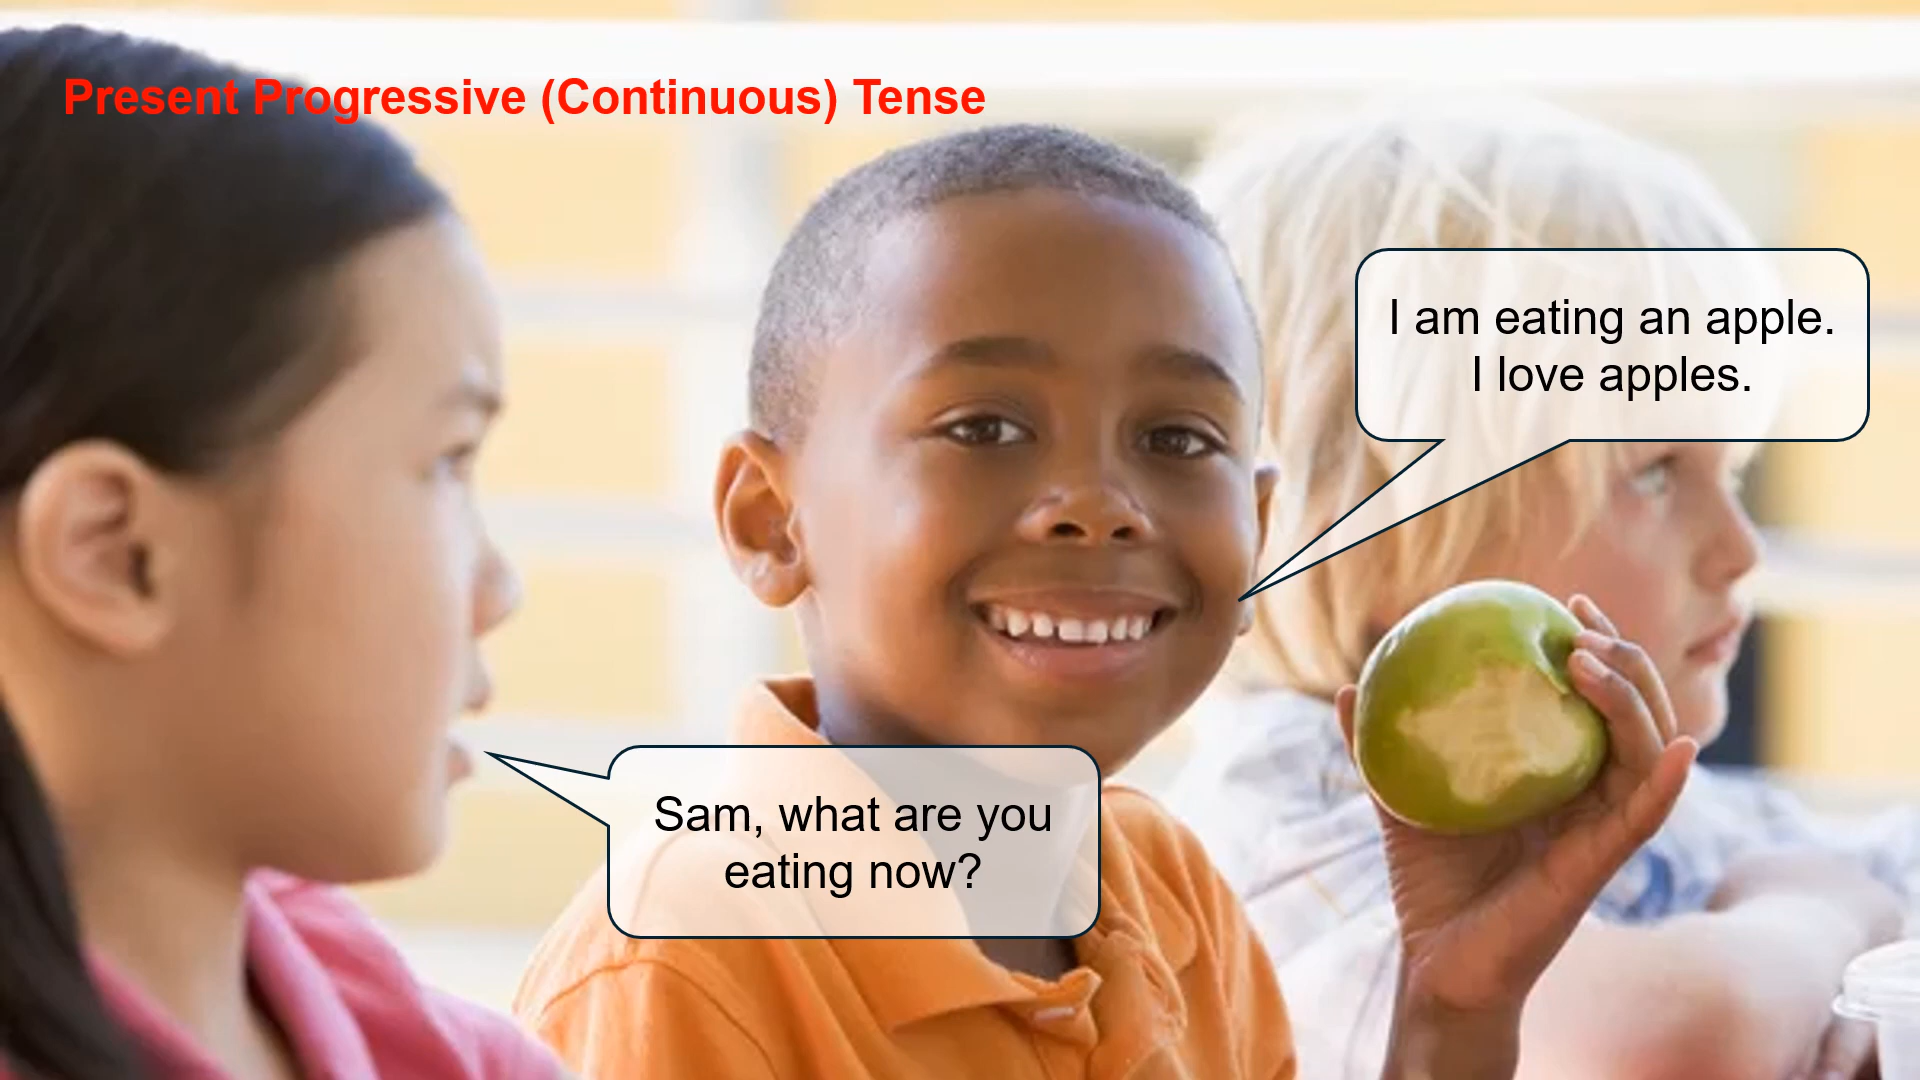 Present Progressive (Continuous) Tense
I am eating an apple.
I love apples.
Sam, what are you
eating now?